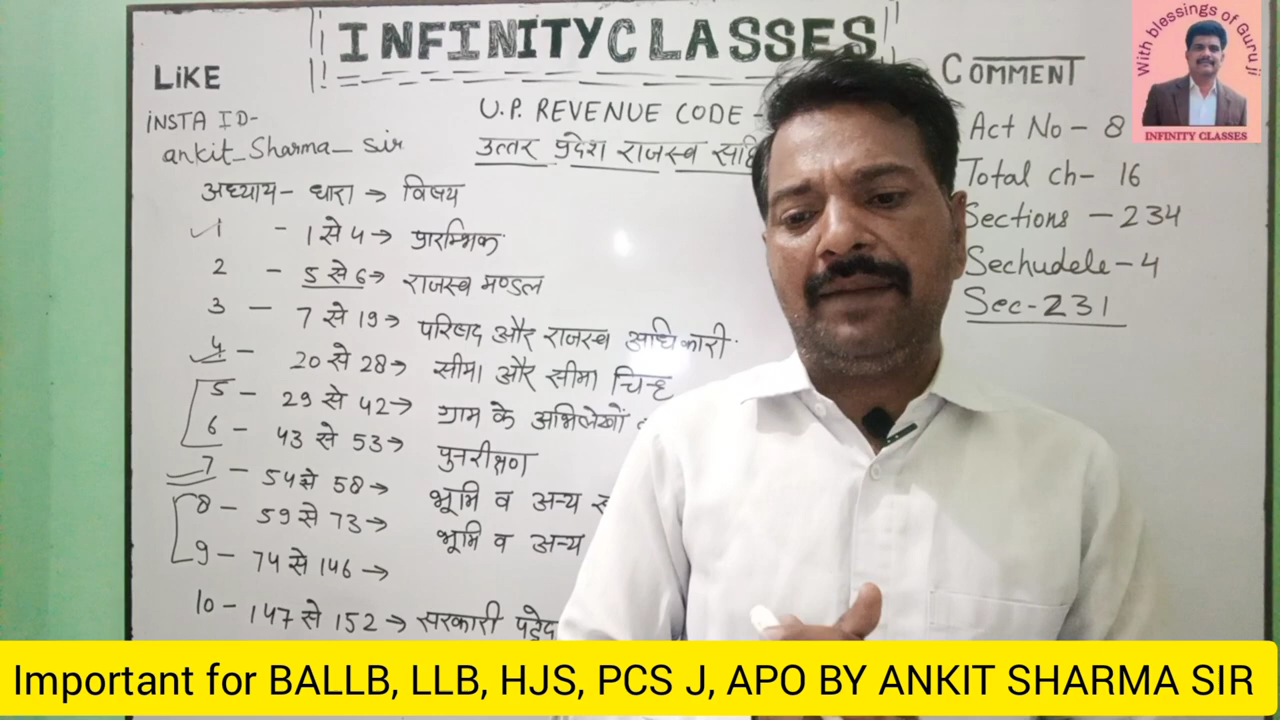 INFINITY CLASSES
LiKE
COMMENT
With blessings of Guru ji
INFINITY CLASSES
iNSTA ID-
ankit_Sharma_sir
U.P. REVENUE CODE -
उत्तर प्रदेश राजस्व
Act No - 8
Total ch - 16
Sections - 234
Sechudele - 4
Sec - 231
अध्याय - धारा → विषय
1 - 1 से 4 → प्रारम्भिक
2 - 5 से 6 → राजस्व मण्डल
3 - 7 से 19 → परिषद और राजस्व अधिकारी
4 - 20 से 28 → सीमा और सीमा चिन्ह
5 - 29 से 42 → ग्राम के अभिलेखों
6 - 43 से 53 → पुनरीक्षण
7 - 54 से 58 → भूमि व अन्य
8 - 59 से 73 → भूमि व अन्य
9 - 74 से 146 →
10 - 147 से 152 → सरकारी
Important for BALLB, LLB, HJS, PCS J, APO BY ANKIT SHARMA SIR